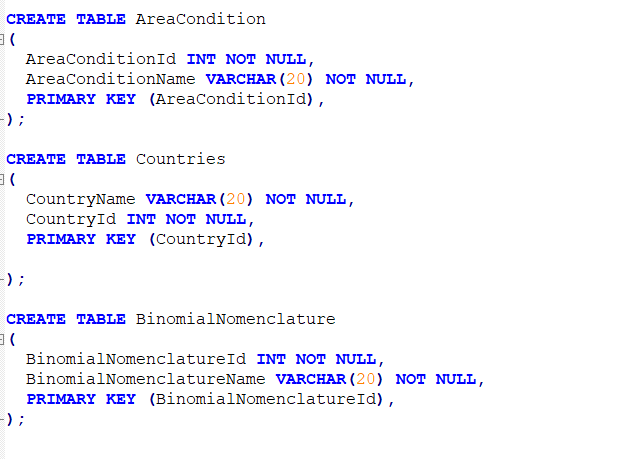 CREATE TABLE AreaCondition
(
AreaConditionId INT NOT NULL,
AreaConditionName VARCHAR(20) NOT NULL,
PRIMARY KEY (AreaConditionId),
);
CREATE TABLE Countries
(
CountryName VARCHAR(20) NOT NULL,
CountryId INT NOT NULL,
PRIMARY KEY (CountryId),
);
CREATE TABLE BinomialNomenclature
(
BinomialNomenclatureId INT NOT NULL,
BinomialNomenclatureName VARCHAR(20) NOT NULL,
PRIMARY KEY (BinomialNomenclatureId),
);